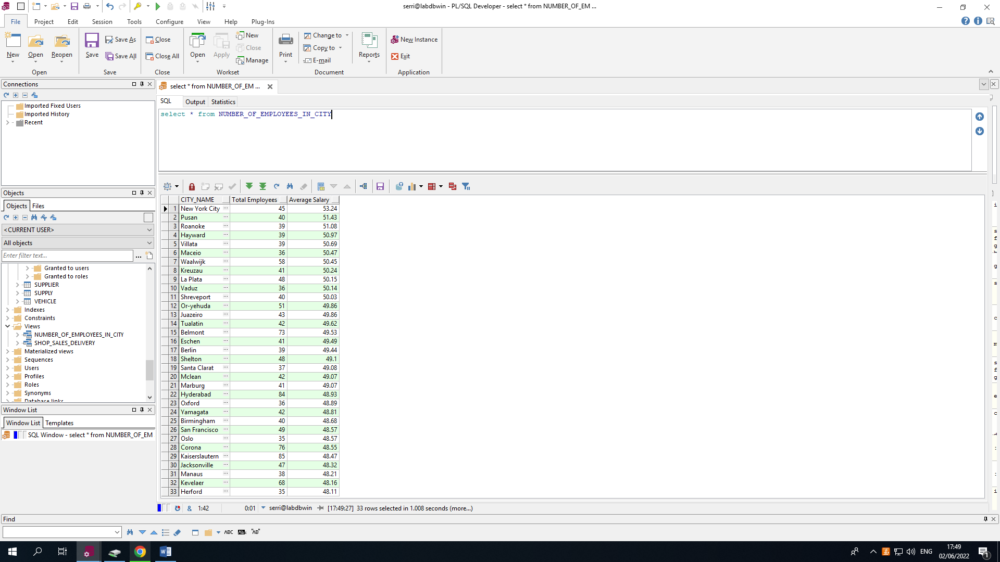 serri@labdbwin - PL/SQL Developer - select * from NUMBER_OF_EM ...
File Project Edit Session Tools Configure View Help Plug-Ins
New Open Reopen Save Save As Save All Close Close All Open Apply New Close Manage Print Change to Copy to E-mail Reports New Instance Exit
Open Save Close Workset Document Application
Connections
Imported Fixed Users
Imported History
Recent
Objects
Objects Files
<CURRENT USER>
All objects
Enter filter text...
Granted to users
Granted to roles
SUPPLIER
SUPPLY
VEHICLE
Indexes
Constraints
Views
NUMBER_OF_EMPLOYEES_IN_CITY
SHOP_SALES_DELIVERY
Materialized views
Sequences
Users
Profiles
Roles
Synonyms
Database links
Window List
Window List Templates
SQL Window - select * from NUMBER_OF_EM
select * from NUMBER_OF_EM ...
SQL Output Statistics
select * from NUMBER_OF_EMPLOYEES_IN_CITY
CITY_NAME Total Employees Average Salary
1 New York City ... 45 53.24
2 Pusan ... 40 51.43
3 Roanoke ... 39 51.08
4 Hayward ... 39 50.97
5 Villata ... 39 50.69
6 Maceio ... 36 50.47
7 Waalwijk ... 58 50.45
8 Kreuzau ... 41 50.24
9 La Plata ... 48 50.15
10 Vaduz ... 36 50.14
11 Shreveport ... 40 50.03
12 Or-yehuda ... 51 49.86
13 Juazeiro ... 43 49.86
14 Tualatin ... 42 49.62
15 Belmont ... 73 49.53
16 Eschen ... 41 49.49
17 Berlin ... 39 49.44
18 Shelton ... 48 49.1
19 Santa Clarat ... 37 49.08
20 Mclean ... 42 49.07
21 Marburg ... 41 49.07
22 Hyderabad ... 84 48.93
23 Oxford ... 36 48.89
24 Yamagata ... 42 48.81
25 Birmingham ... 40 48.68
26 San Francisco ... 49 48.57
27 Oslo ... 35 48.57
28 Corona ... 76 48.55
29 Kaiserslautern ... 85 48.47
30 Jacksonville ... 47 48.32
31 Manaus ... 38 48.21
32 Kevelaer ... 68 48.16
33 Herford ... 35 48.11
& 1:42 0:01 serri@labdbwin [17:49:27] 33 rows selected in 1.008 seconds (more...)
Find
ABC ABc "AB"
ENG 17:49
02/06/2022
1